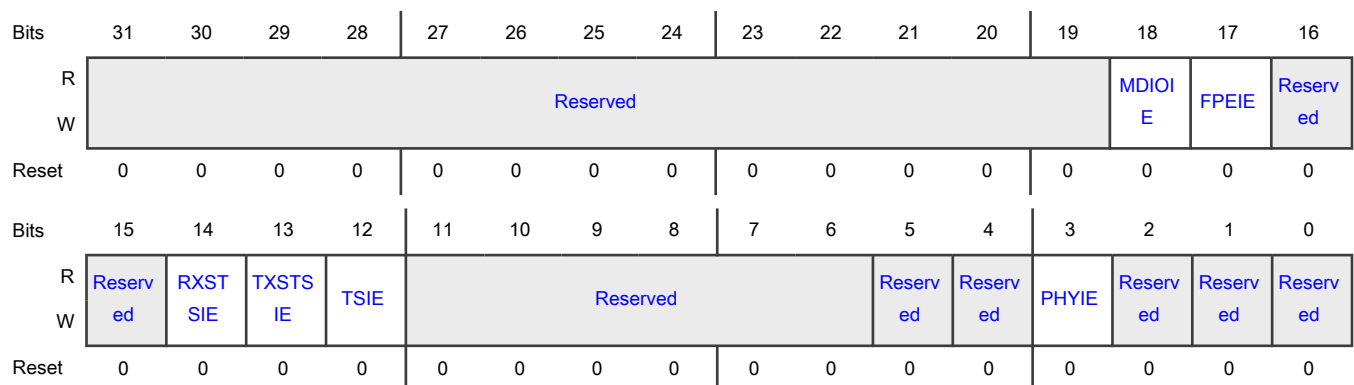 Bits 31 30 29 28 27 26 25 24 23 22 21 20 19 18 17 16
R
W
Reserved
MDIOI
E
FPEIE
Reserv
ed
Reset 0 0 0 0 0 0 0 0 0 0 0 0 0 0 0 0
Bits 15 14 13 12 11 10 9 8 7 6 5 4 3 2 1 0
R
W
Reserv
ed
RXST
SIE
TXSTS
IE
TSIE
Reserved
Reserv
ed
Reserv
ed
PHYIE
Reserv
ed
Reserv
ed
Reserv
ed
Reset 0 0 0 0 0 0 0 0 0 0 0 0 0 0 0 0